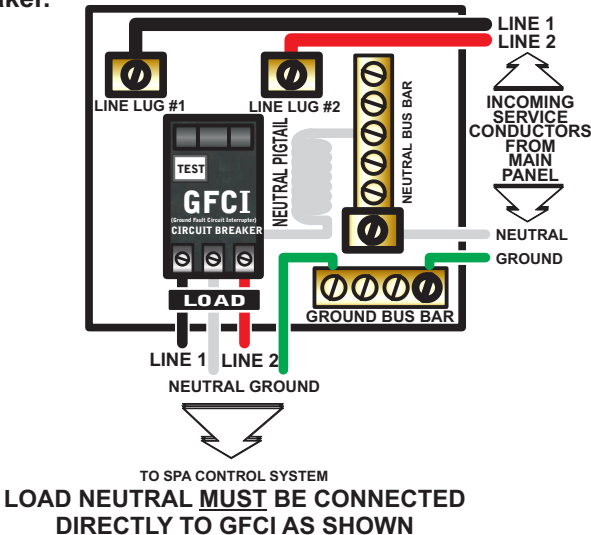 aker.
LINE 1
LINE 2
LINE LUG #1
LINE LUG #2
INCOMING
SERVICE
CONDUCTORS
FROM
MAIN
PANEL
NEUTRAL PIGTAIL
NEUTRAL BUS BAR
TEST
GFCI
(Ground Fault Circuit Interrupter)
CIRCUIT BREAKER
NEUTRAL
GROUND
LOAD
GROUND BUS BAR
LINE 1 LINE 2
NEUTRAL GROUND
TO SPA CONTROL SYSTEM
LOAD NEUTRAL MUST BE CONNECTED
DIRECTLY TO GFCI AS SHOWN